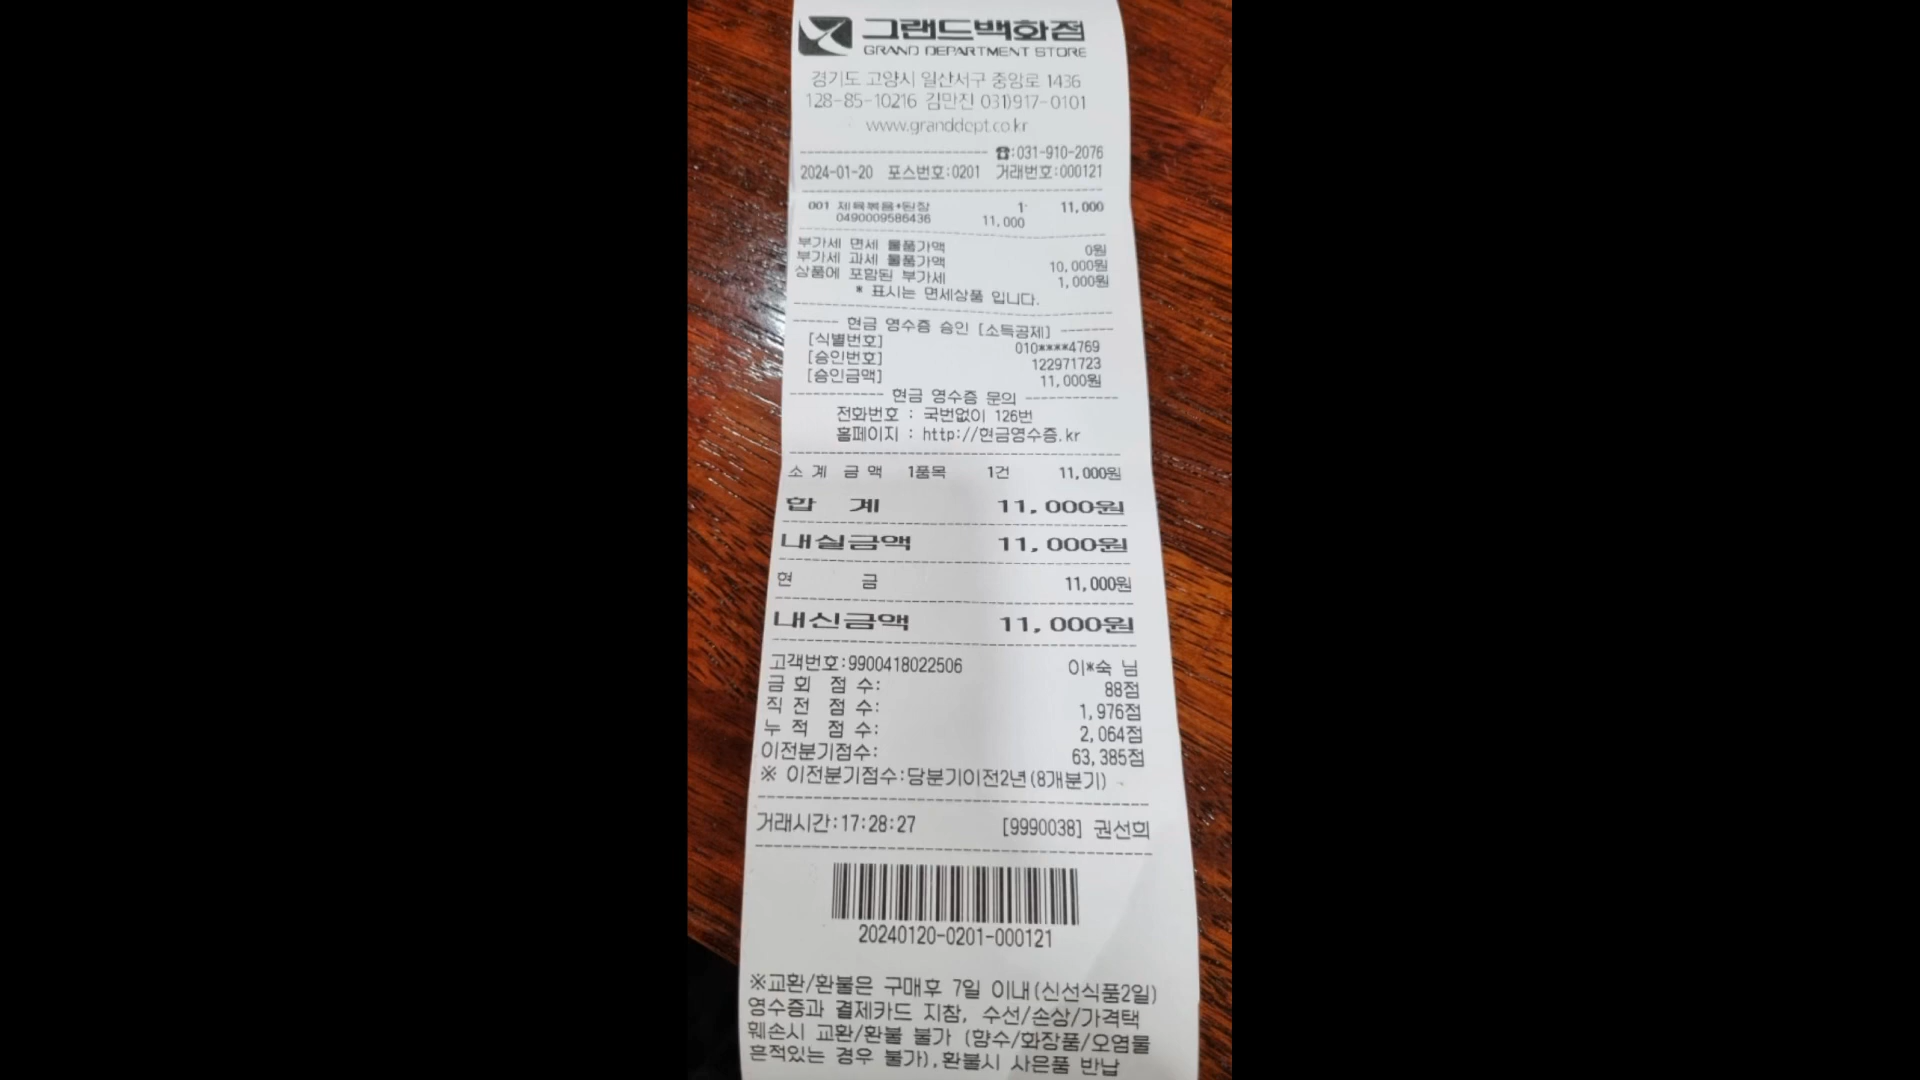 그랜드백화점
GRAND DEPARTMENT STORE
경기도 고양시 일산서구 중앙로 1436
128-85-10216 김만진 031)917-0101
www.granddept.co.kr
☎:031-910-2076
2024-01-20 포스번호:0201 거래번호:000121
001 제육볶음+된장 1 11,000
0490009586436 11,000
부가세 면세 물품가액 0원
부가세 과세 물품가액 10,000원
상품에 포함된 부가세 1,000원
* 표시는 면세상품 입니다.
------ 현금 영수증 승인 [소득공제] -------
[식별번호] 010****4769
[승인번호] 122971723
[승인금액] 11,000원
------------ 현금 영수증 문의 ------------
전화번호 : 국번없이 126번
홈페이지 : http://현금영수증.kr
소 계 금 액 1품목 1건 11,000원
합 계 11,000원
내실금액 11,000원
현 금 11,000원
내신금액 11,000원
고객번호:9900418022506 이*숙 님
금 회 점 수: 88점
직 전 점 수: 1,976점
누 적 점 수: 2,064점
이전분기점수: 63,385점
※ 이전분기점수:당분기이전2년(8개분기)
거래시간:17:28:27 [9990038] 권선희
20240120-0201-000121
※교환/환불은 구매후 7일 이내(신선식품2일)
영수증과 결제카드 지참, 수선/손상/가격택
훼손시 교환/환불 불가 (향수/화장품/오염물
흔적있는 경우 불가),환불시 사은품 반납